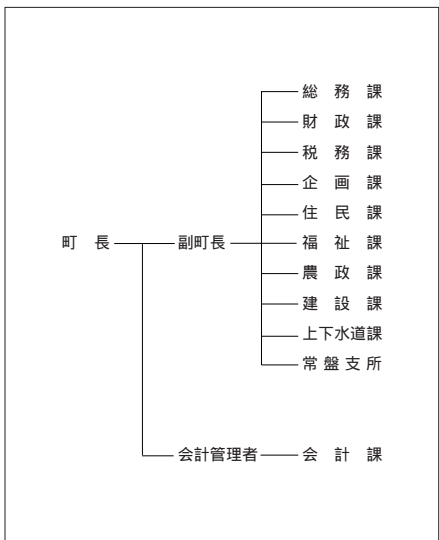 総務課
財政課
税務課
企画課
住民課
町長 副町長 福祉課
農政課
建設課
上下水道課
常盤支所
会計管理者 会計課